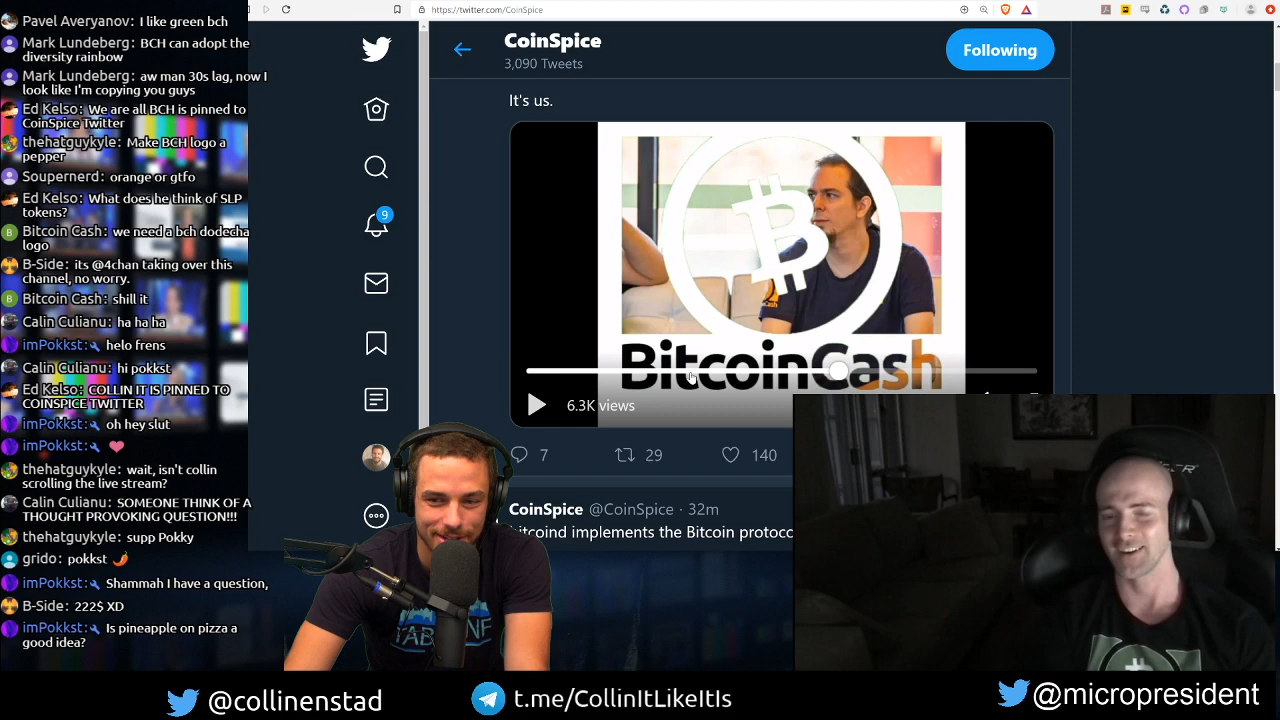 Pavel Averyanov: I like green bch
Mark Lundeberg: BCH can adopt the
diversity rainbow
Mark Lundeberg: aw man 30s lag, now I
look like I'm copying you guys
Ed Kelso: We are all BCH is pinned to
CoinSpice Twitter
thehatguykyle: Make BCH logo a
pepper
Soupernerd: orange or gtfo
Ed Kelso: What does he think of SLP
tokens?
Bitcoin Cash: we need a bch dodecha
logo
B-Side: its @4chan taking over this
channel, no worry.
Bitcoin Cash: shill it
Calin Culianu: ha ha ha
imPokkst: helo frens
Calin Culianu: hi pokkst
Ed Kelso: COLLIN IT IS PINNED TO
COINSPICE TWITTER
imPokkst: oh hey slut
imPokkst: ❤
thehatguykyle: wait, isn't collin
scrolling the live stream?
Calin Culianu: SOMEONE THINK OF A
THOUGHT PROVOKING QUESTION!!!
thehatguykyle: supp Pokky
grido: pokkst 🌶
imPokkst: Shammah I have a question,
B-Side: 222$ XD
imPokkst: Is pineapple on pizza a
good idea?
https://twitter.com/CoinSpice
CoinSpice
3,090 Tweets
Following
9
It's us.
BitcoinCash
6.3K views
7 29 140
CoinSpice @CoinSpice · 32m
bitcoind implements the Bitcoin protoco
@collinenstad
t.me/CollinItLikeItIs
@micropresident